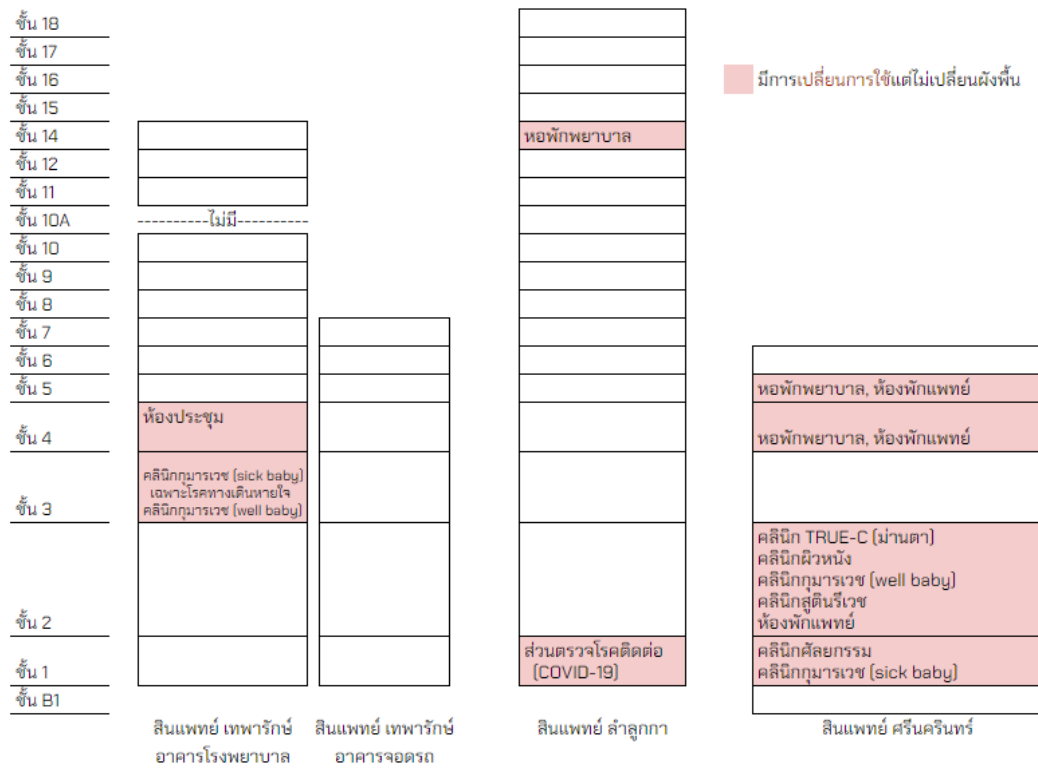 ชั้น 18
ชั้น 17
ชั้น 16
มีการเปลี่ยนการใช้แต่ไม่เปลี่ยนผังพื้น
ชั้น 15
ชั้น 14
หอพักพยาบาล
ชั้น 12
ชั้น 11
ชั้น 10A
----------ไม่มี----------
ชั้น 10
ชั้น 9
ชั้น 8
ชั้น 7
ชั้น 6
ชั้น 5
หอพักพยาบาล, ห้องพักแพทย์
ห้องประชุม
ชั้น 4
หอพักพยาบาล, ห้องพักแพทย์
คลินิกกุมารเวช (sick baby)
เฉพาะโรคทางเดินหายใจ
คลินิกกุมารเวช (well baby)
ชั้น 3
คลินิก TRUE-C (ม่านตา)
คลินิกผิวหนัง
คลินิกกุมารเวช (well baby)
คลินิกสูตินรีเวช
ห้องพักแพทย์
ชั้น 2
ส่วนตรวจโรคติดต่อ
(COVID-19)
คลินิกศัลยกรรม
คลินิกกุมารเวช (sick baby)
ชั้น 1
ชั้น B1
สินแพทย์ เทพารักษ์
อาคารโรงพยาบาล
สินแพทย์ เทพารักษ์
อาคารจอดรถ
สินแพทย์ ลำลูกกา
สินแพทย์ ศรีนครินทร์